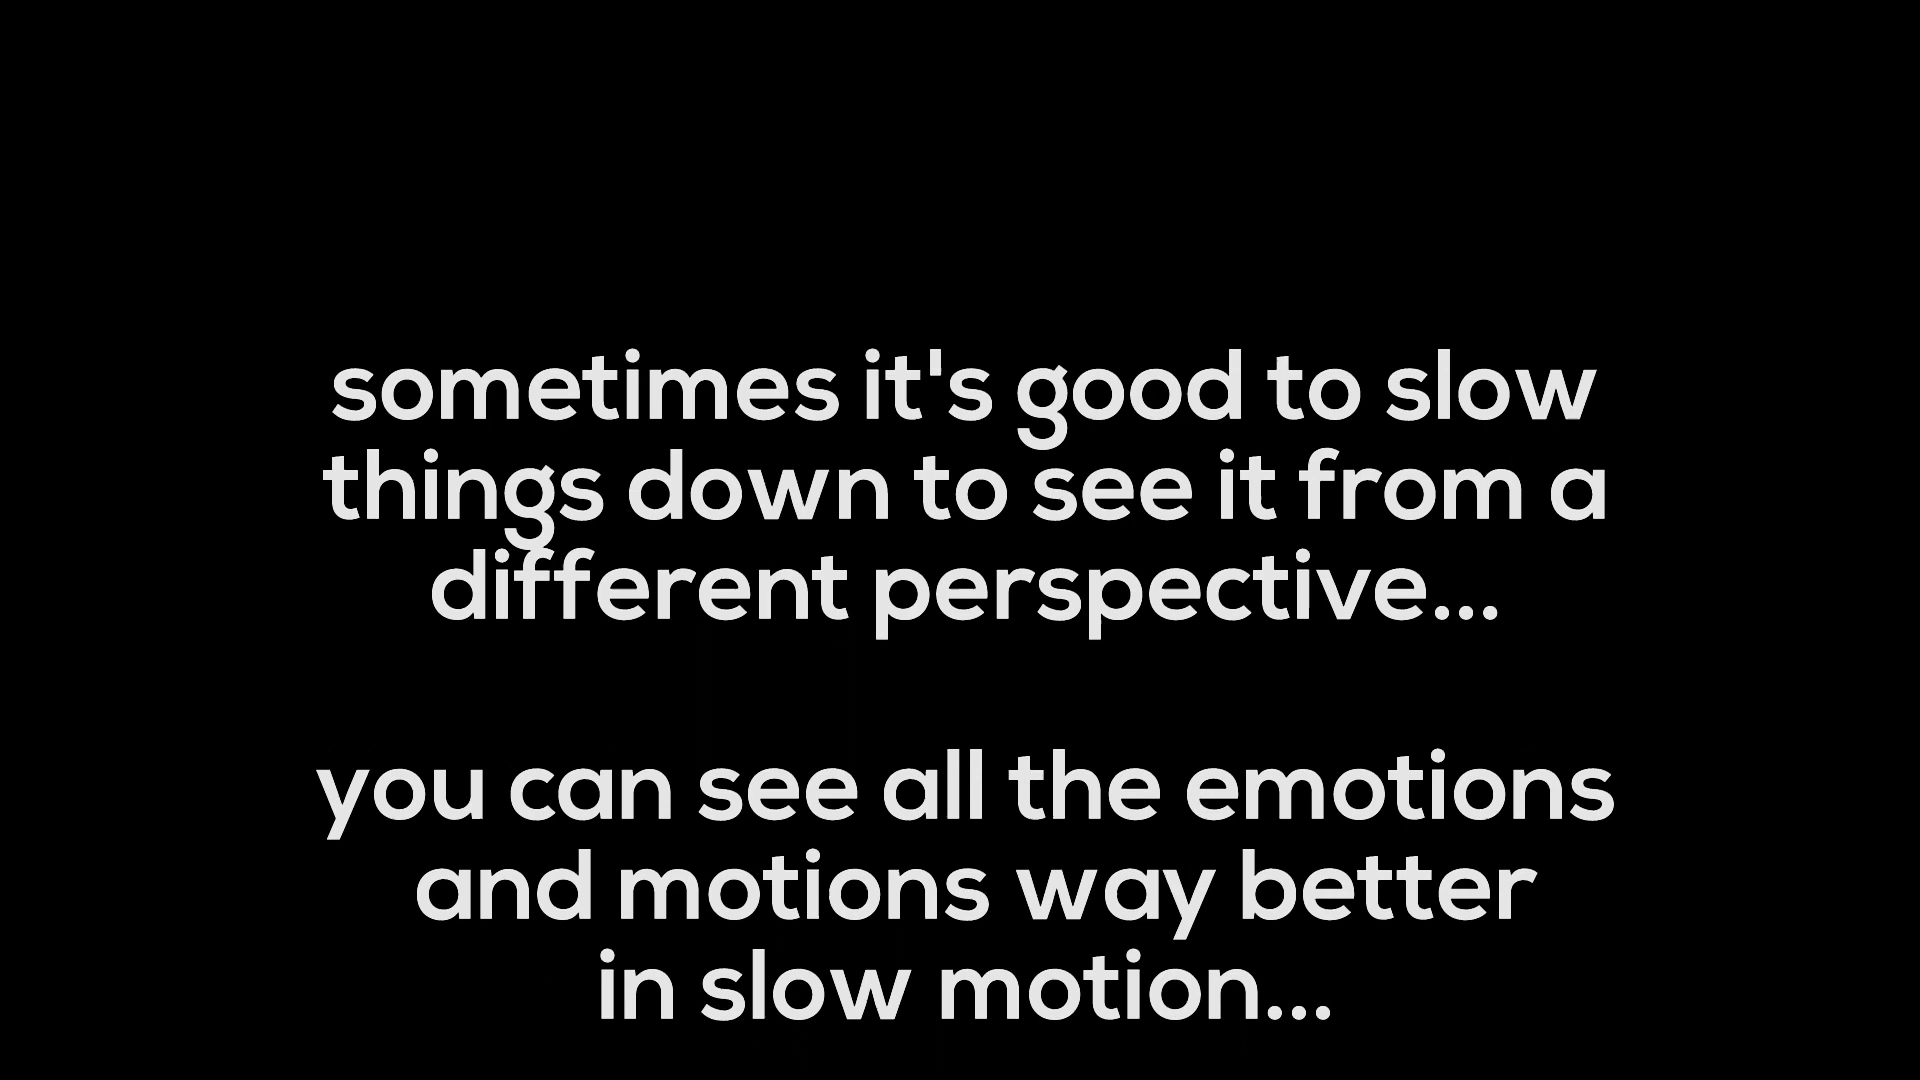 sometimes it's good to slow
things down to see it from a
different perspective...
you can see all the emotions
and motions way better
in slow motion...